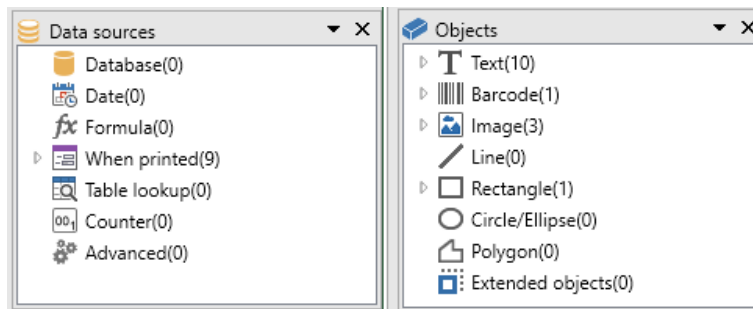 Data sources
Database(0)
Date(0)
Formula(0)
When printed(9)
Table lookup(0)
Counter(0)
Advanced(0)
Objects
Text(10)
Barcode(1)
Image(3)
Line(0)
Rectangle(1)
Circle/Ellipse(0)
Polygon(0)
Extended objects(0)